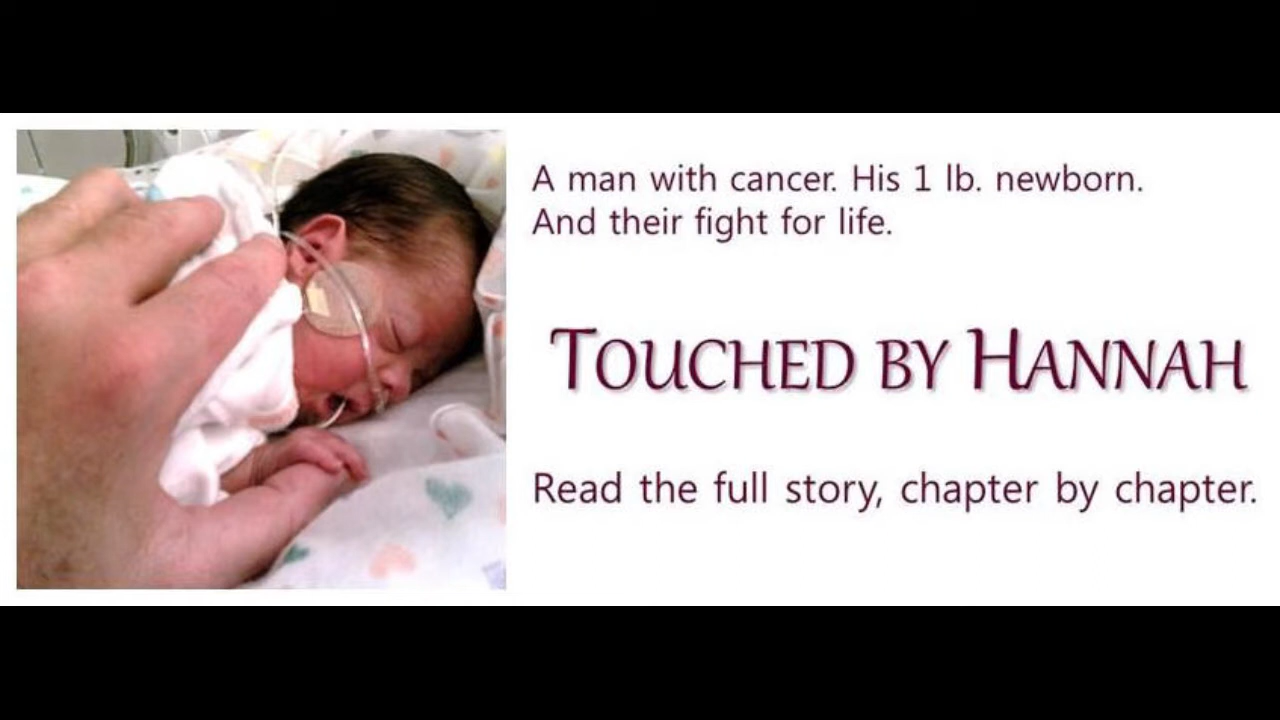 A man with cancer. His 1 lb. newborn.
And their fight for life.
TOUCHED BY HANNAH
Read the full story, chapter by chapter.